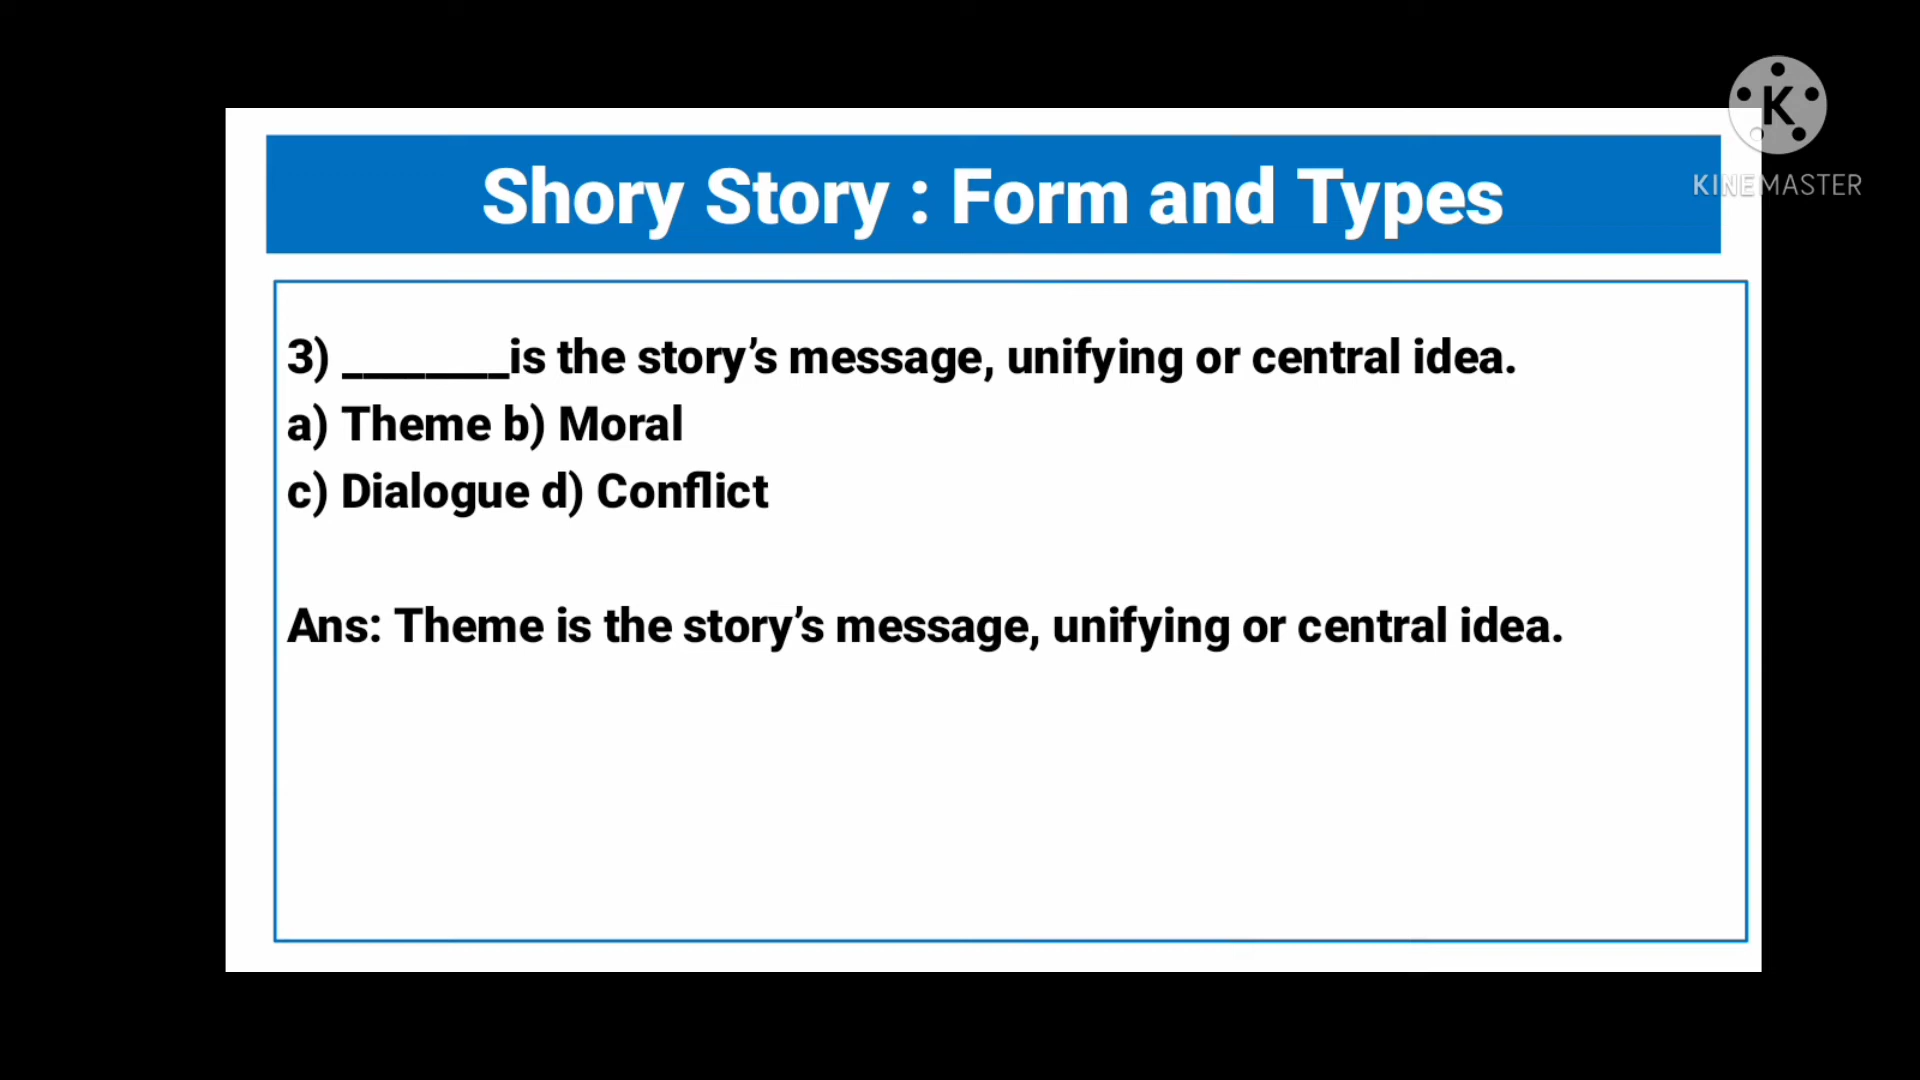 K
KINEMASTER
Shory Story : Form and Types
3) _______is the story’s message, unifying or central idea.
a) Theme b) Moral
c) Dialogue d) Conflict
Ans: Theme is the story’s message, unifying or central idea.